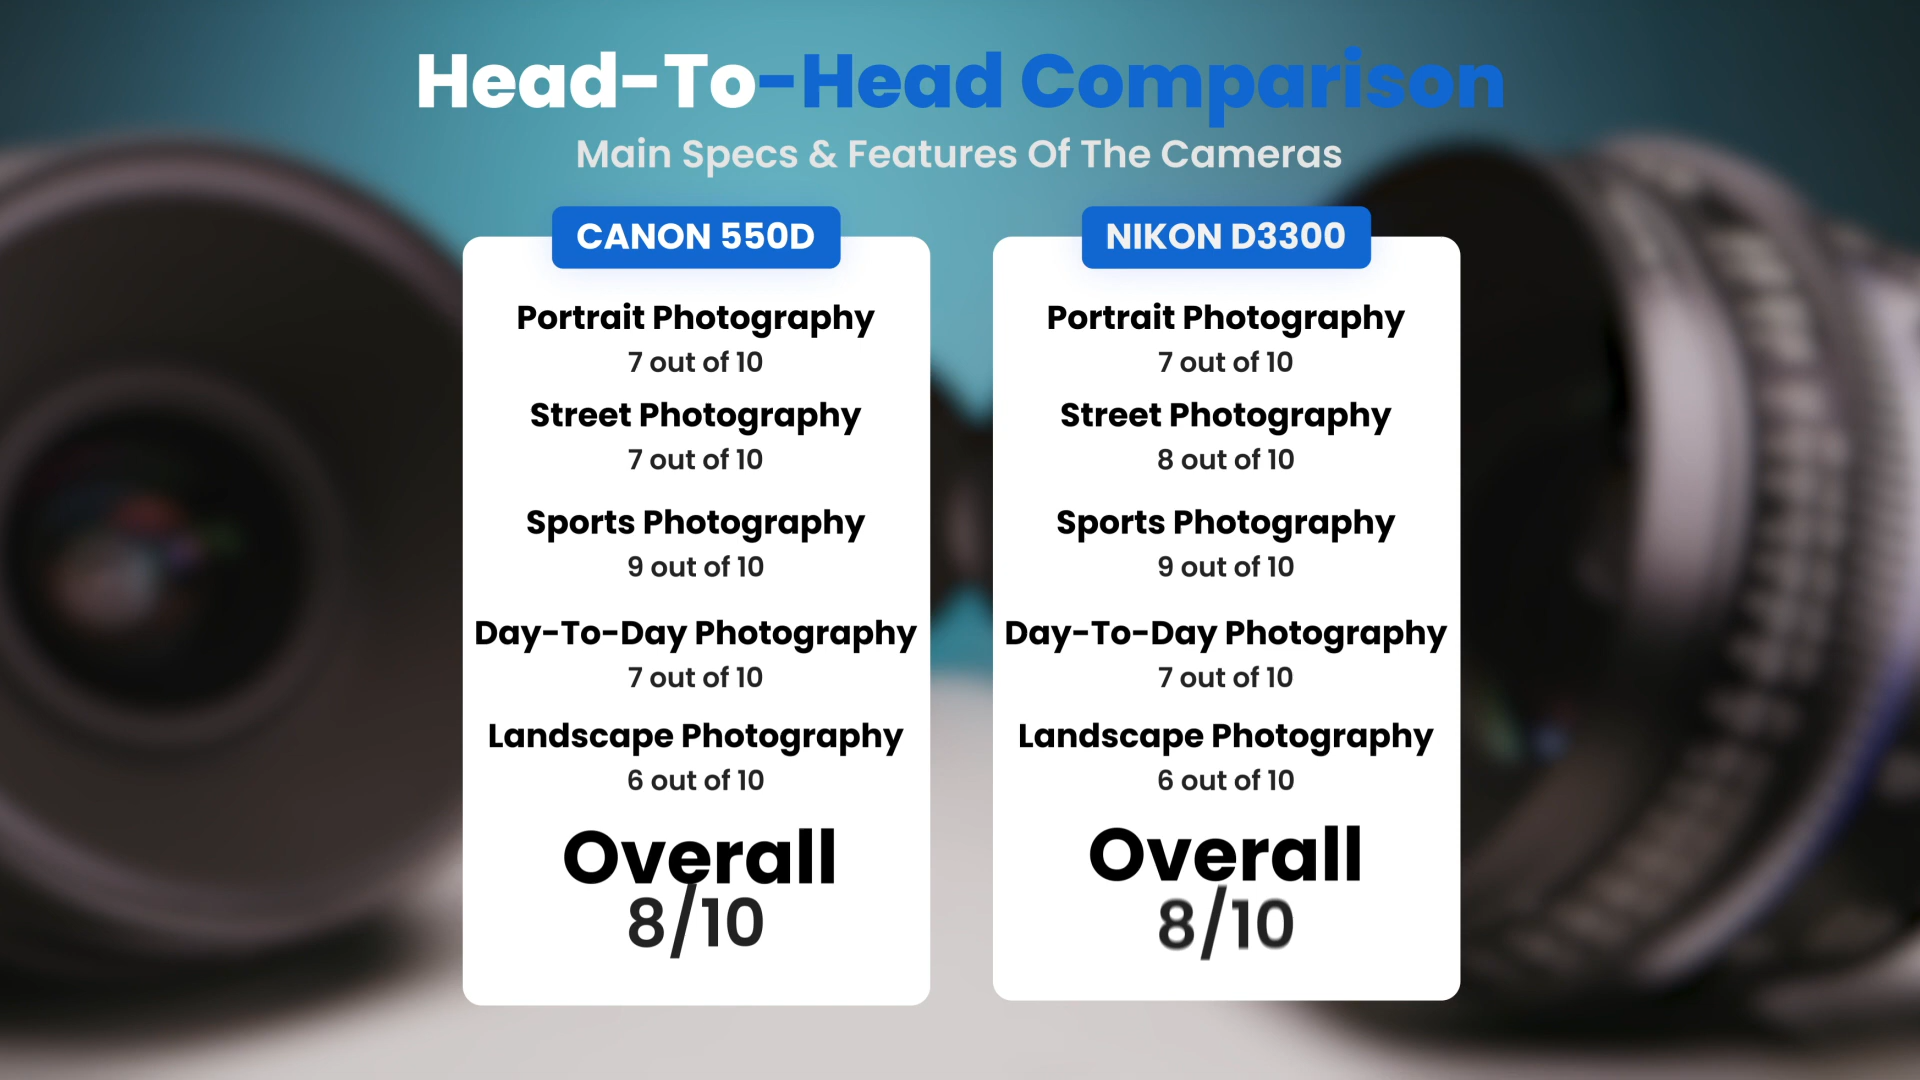 Head-To-Head Comparison
Main Specs & Features Of The Cameras
CANON 550D
Portrait Photography
7 out of 10
Street Photography
7 out of 10
Sports Photography
9 out of 10
Day-To-Day Photography
7 out of 10
Landscape Photography
6 out of 10
Overall
8/10
NIKON D3300
Portrait Photography
7 out of 10
Street Photography
8 out of 10
Sports Photography
9 out of 10
Day-To-Day Photography
7 out of 10
Landscape Photography
6 out of 10
Overall
8/10